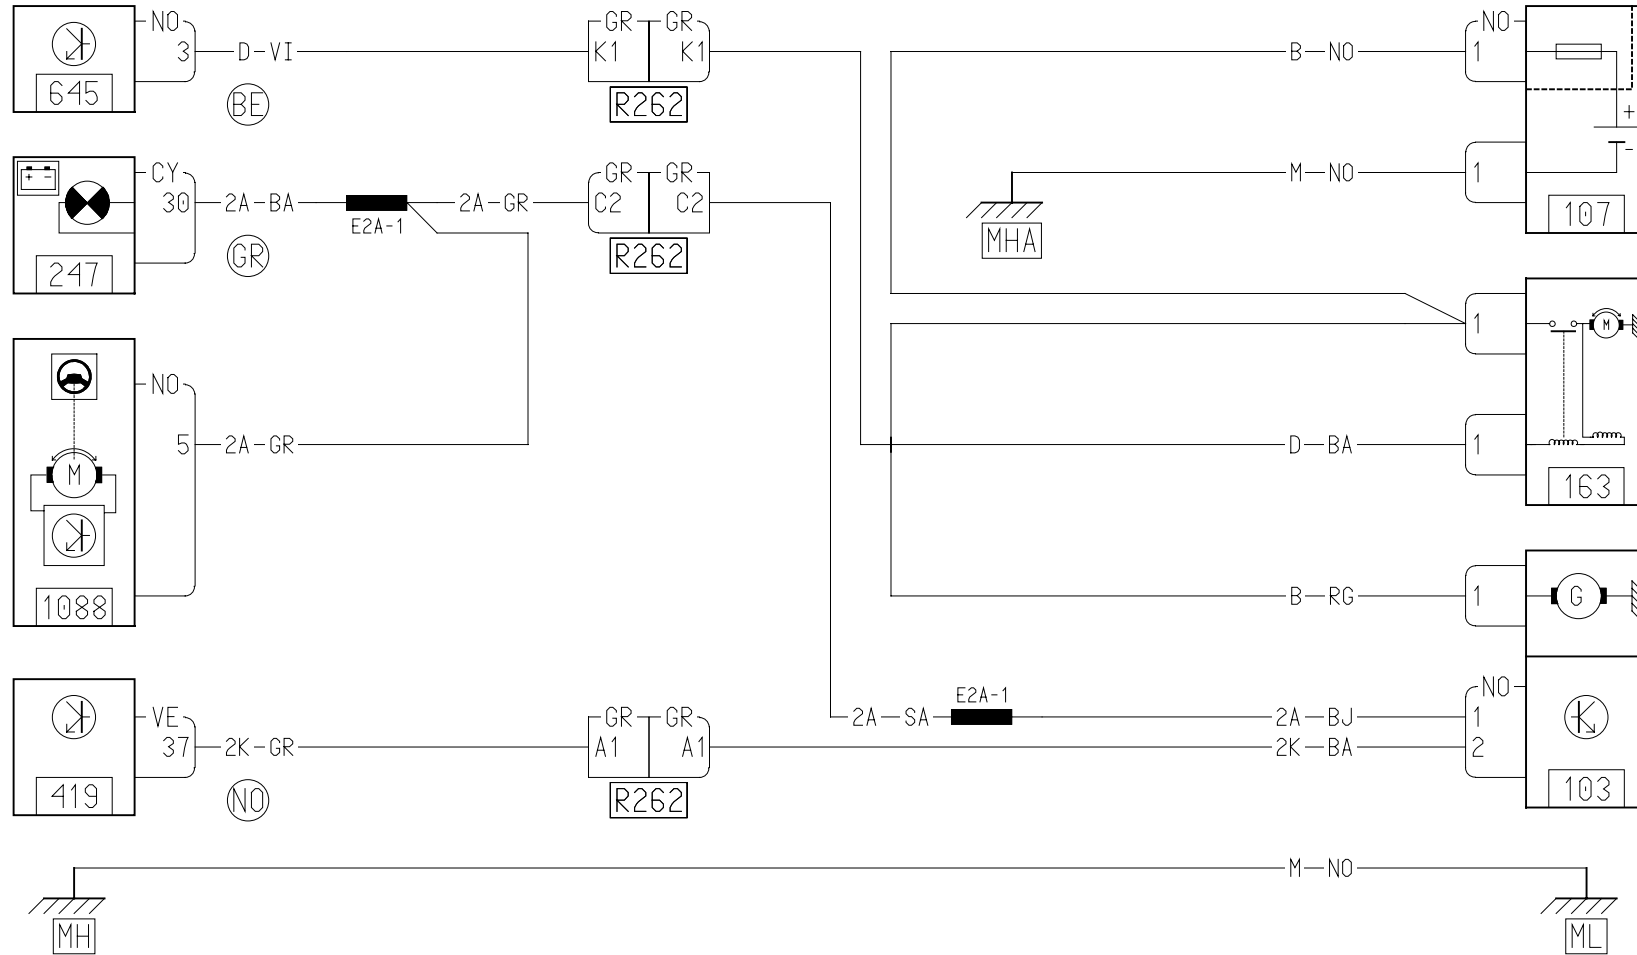 NO GR GR NO
3 D-VI K1 K1 B-NO 1
645 BE R262 +
-
CY GR GR M-NO 1
+ - 30 2A-BA 2A-GR C2 C2
E2A-1 107
247 GR R262 MHA
1 M
NO
5 2A-GR D-BA 1
M 163
1088 B-RG 1 G
E2A-1 NO
VE GR GR 2A-SA 2A-BJ 1
37 2K-GR A1 A1 2K-BA 2
419 NO R262 103
M-NO
MH ML